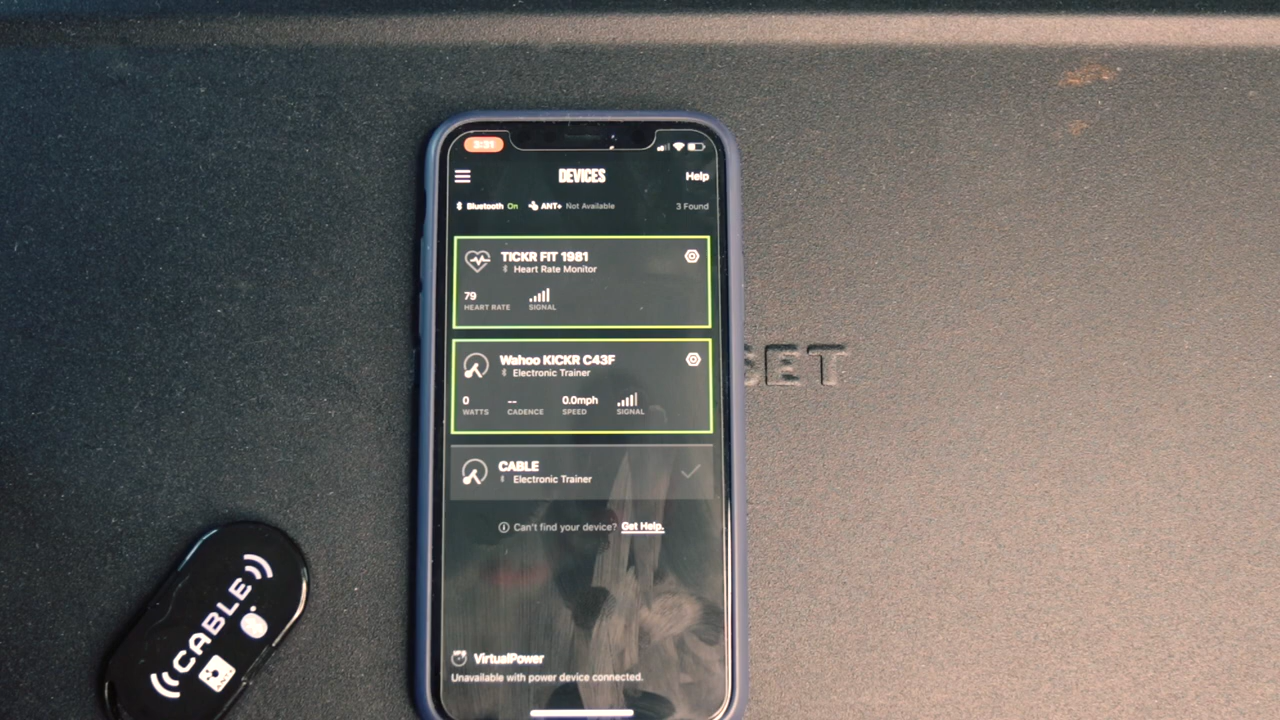 3:31
DEVICES
Help
Bluetooth On ANT+ Not Available
3 Found
TICKR FIT 1981
Heart Rate Monitor
79
HEART RATE SIGNAL
Wahoo KICKR C43F
Electronic Trainer
0 -- 0.0mph
WATTS CADENCE SPEED SIGNAL
CABLE
Electronic Trainer
Can't find your device? Get Help.
VirtualPower
Unavailable with power device connected.
SET
CABLE